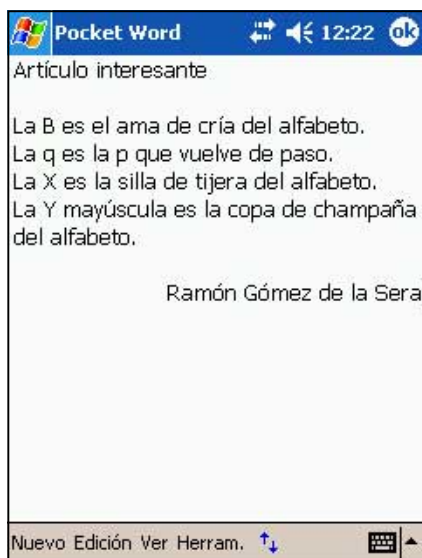 Pocket Word 12:22 ok
Artículo interesante
La B es el ama de cría del alfabeto.
La q es la p que vuelve de paso.
La X es la silla de tijera del alfabeto.
La Y mayúscula es la copa de champaña
del alfabeto.
Ramón Gómez de la Sera
Nuevo Edición Ver Herram.